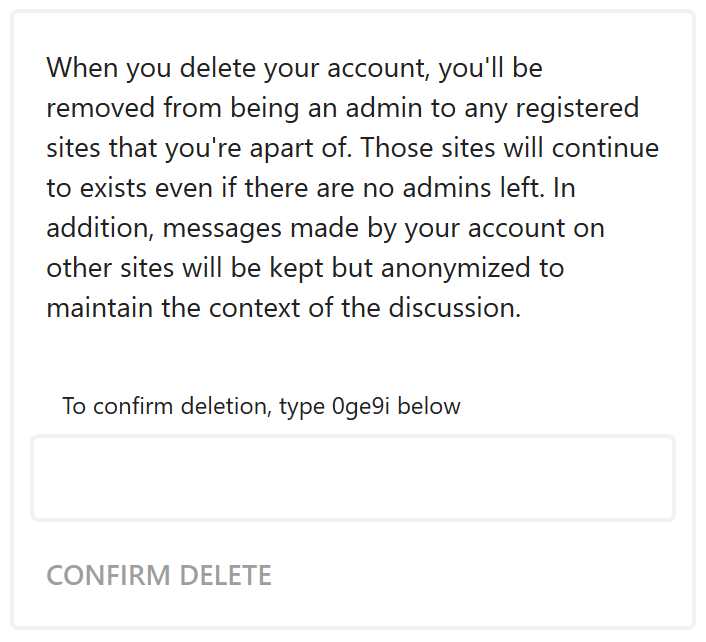 When you delete your account, you'll be
removed from being an admin to any registered
sites that you're apart of. Those sites will continue
to exists even if there are no admins left. In
addition, messages made by your account on
other sites will be kept but anonymized to
maintain the context of the discussion.
To confirm deletion, type 0ge9i below
CONFIRM DELETE